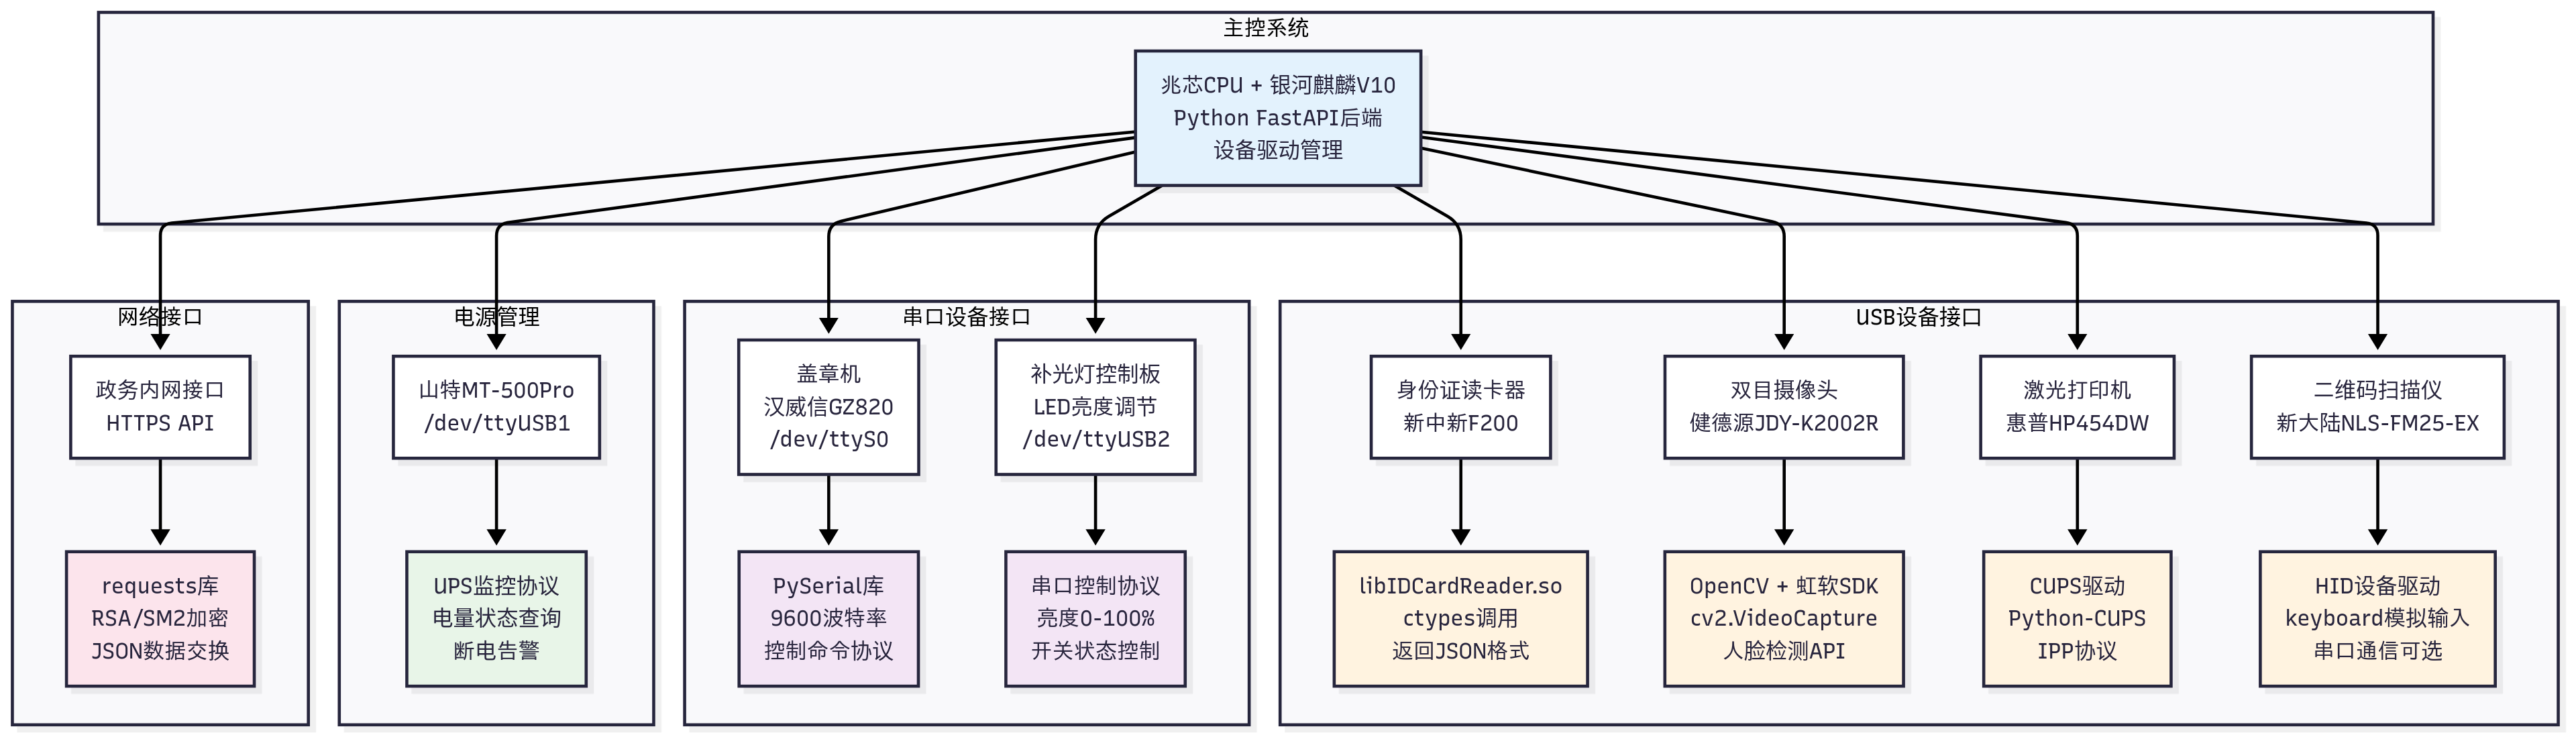 主控系统
兆芯CPU + 银河麒麟V10
Python FastAPI后端
设备驱动管理
网络接口
政务内网接口
HTTPS API
requests库
RSA/SM2加密
JSON数据交换
电源管理
山特MT-500Pro
/dev/ttyUSB1
UPS监控协议
电量状态查询
断电告警
串口设备接口
盖章机
汉威信GZ820
/dev/ttyS0
PySerial库
9600波特率
控制命令协议
补光灯控制板
LED亮度调节
/dev/ttyUSB2
串口控制协议
亮度0-100%
开关状态控制
USB设备接口
身份证读卡器
新中新F200
libIDCardReader.so
ctypes调用
返回JSON格式
双目摄像头
健德源JDY-K2002R
OpenCV + 虹软SDK
cv2.VideoCapture
人脸检测API
激光打印机
惠普HP454DW
CUPS驱动
Python-CUPS
IPP协议
二维码扫描仪
新大陆NLS-FM25-EX
HID设备驱动
keyboard模拟输入
串口通信可选